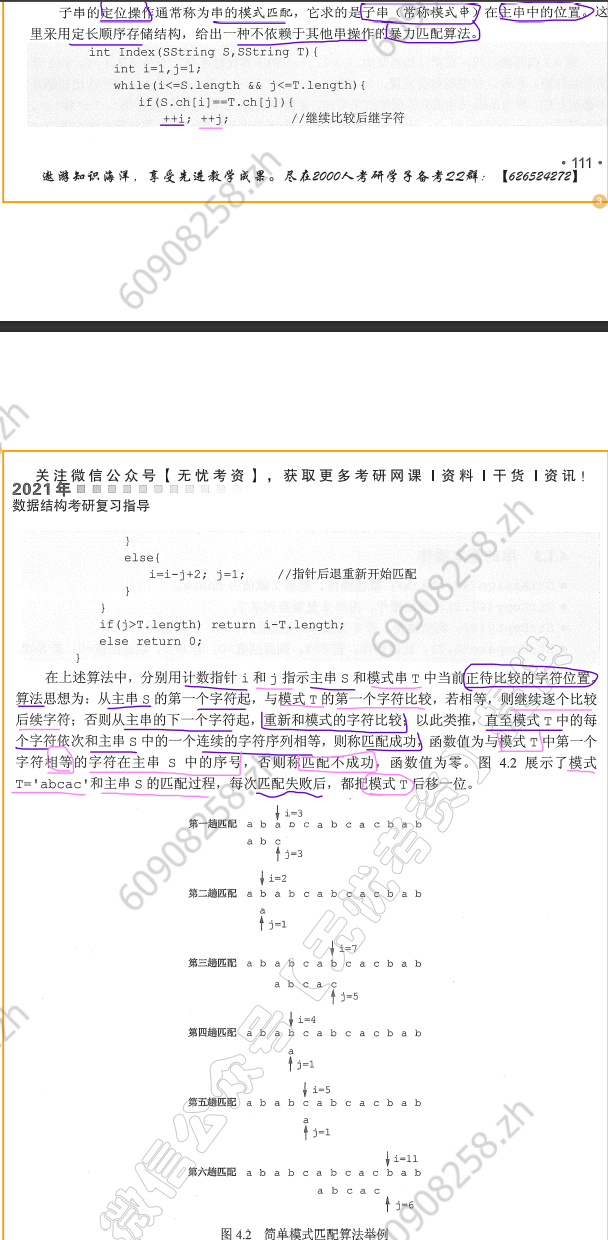 子串的定位操作通常称为串的模式匹配，它求的是子串（常称模式串）在主串中的位置。这
里采用定长顺序存储结构，给出一种不依赖于其他串操作的暴力匹配算法。
int Index(SString S,SString T){
int i=1,j=1;
while(i<=S.length && j<=T.length){
if(S.ch[i]==T.ch[j]){
++i; ++j; //继续比较后继字符
• 111 •
遨游知识海洋，享受先进教学成果。尽在2000人考研学子备考22群：【626524272】
3
60908258.zh
关注微信公众号【无忧考资】，获取更多考研网课丨资料丨干货丨资讯！
2021年
数据结构考研复习指导
}
else{
i=i-j+2; j=1; //指针后退重新开始匹配
}
}
if(j>T.length) return i-T.length;
else return 0;
}
在上述算法中，分别用计数指针 i 和 j 指示主串 S 和模式串 T 中当前正待比较的字符位置。
算法思想为：从主串 S 的第一个字符起，与模式 T 的第一个字符比较，若相等，则继续逐个比较
后续字符；否则从主串的下一个字符起，重新和模式的字符比较；以此类推，直至模式 T 中的每
个字符依次和主串 S 中的一个连续的字符序列相等，则称匹配成功，函数值为与模式 T 中第一个
字符相等的字符在主串 S 中的序号，否则称匹配不成功，函数值为零。图 4.2 展示了模式
T='abcac'和主串 S 的匹配过程，每次匹配失败后，都把模式 T 后移一位。
i=3
第一趟匹配 a b a b c a b c a c b a b
a b c
j=3
i=2
第二趟匹配 a b a b c a b c a c b a b
a
j=1
i=7
第三趟匹配 a b a b c a b c a c b a b
a b c a c
j=5
i=4
第四趟匹配 a b a b c a b c a c b a b
a
j=1
i=5
第五趟匹配 a b a b c a b c a c b a b
a
j=1
i=11
第六趟匹配 a b a b c a b c a c b a b
a b c a c
j=6
图 4.2 简单模式匹配算法举例
60908258.zh
60908258.zh
60908258.zh